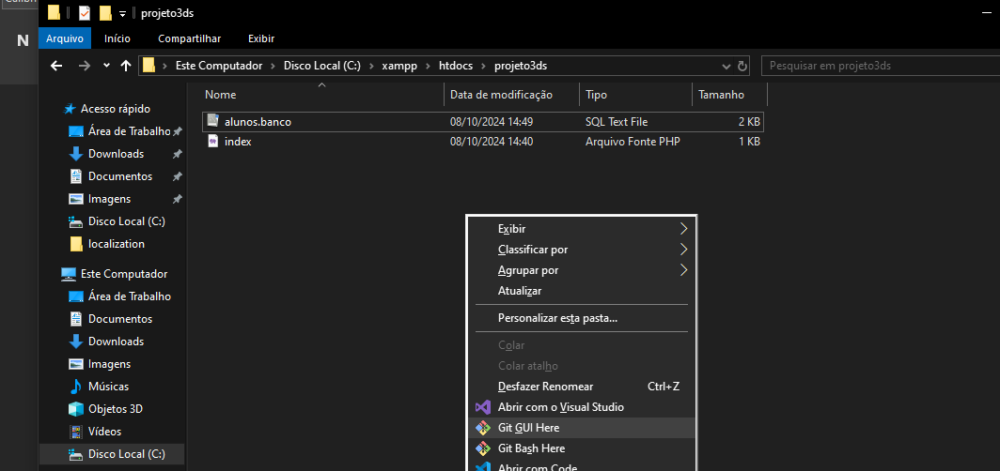 projeto3ds
N
Arquivo Início Compartilhar Exibir
Este Computador Disco Local (C:) xampp htdocs projeto3ds Pesquisar em projeto3ds
Nome Data de modificação Tipo Tamanho
Acesso rápido
Área de Trabalho
Downloads
Documentos
Imagens
Disco Local (C:)
localization
Este Computador
Área de Trabalho
Documentos
Downloads
Imagens
Músicas
Objetos 3D
Vídeos
Disco Local (C:)
alunos.banco 08/10/2024 14:49 SQL Text File 2 KB
index 08/10/2024 14:40 Arquivo Fonte PHP 1 KB
Exibir
Classificar por
Agrupar por
Atualizar
Personalizar esta pasta...
Colar
Colar atalho
Desfazer Renomear Ctrl+Z
Abrir com o Visual Studio
Git GUI Here
Git Bash Here
Abrir com Code